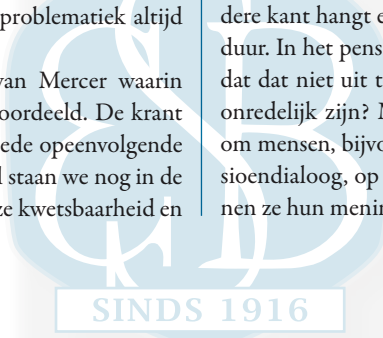 problematiek altijd
van Mercer waarin
oordeeld. De krant
ede opeenvolgende
l staan we nog in de
ze kwetsbaarheid en
dere kant hangt e
duur. In het pens
dat dat niet uit t
onredelijk zijn? M
om mensen, bijvo
sioendialoog, op
nen ze hun menin
ESB
SINDS 1916